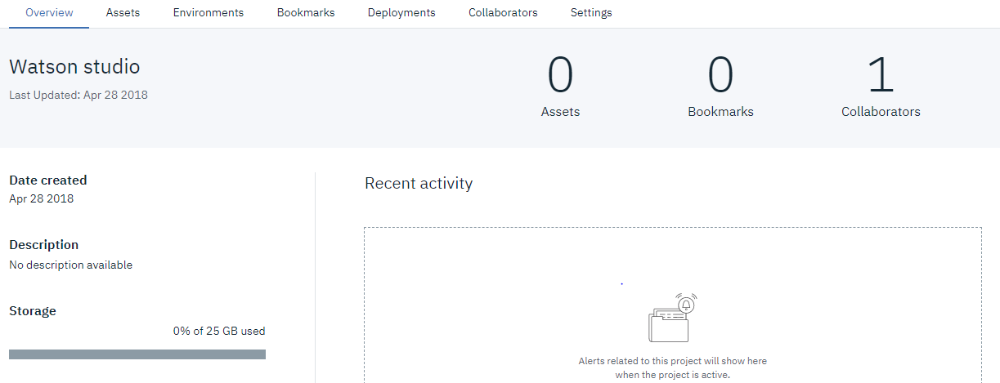 Overview Assets Environments Bookmarks Deployments Collaborators Settings
Watson studio
Last Updated: Apr 28 2018
0 0 1
Assets Bookmarks Collaborators
Date created
Apr 28 2018
Description
No description available
Storage
0% of 25 GB used
Recent activity
Alerts related to this project will show here
when the project is active.